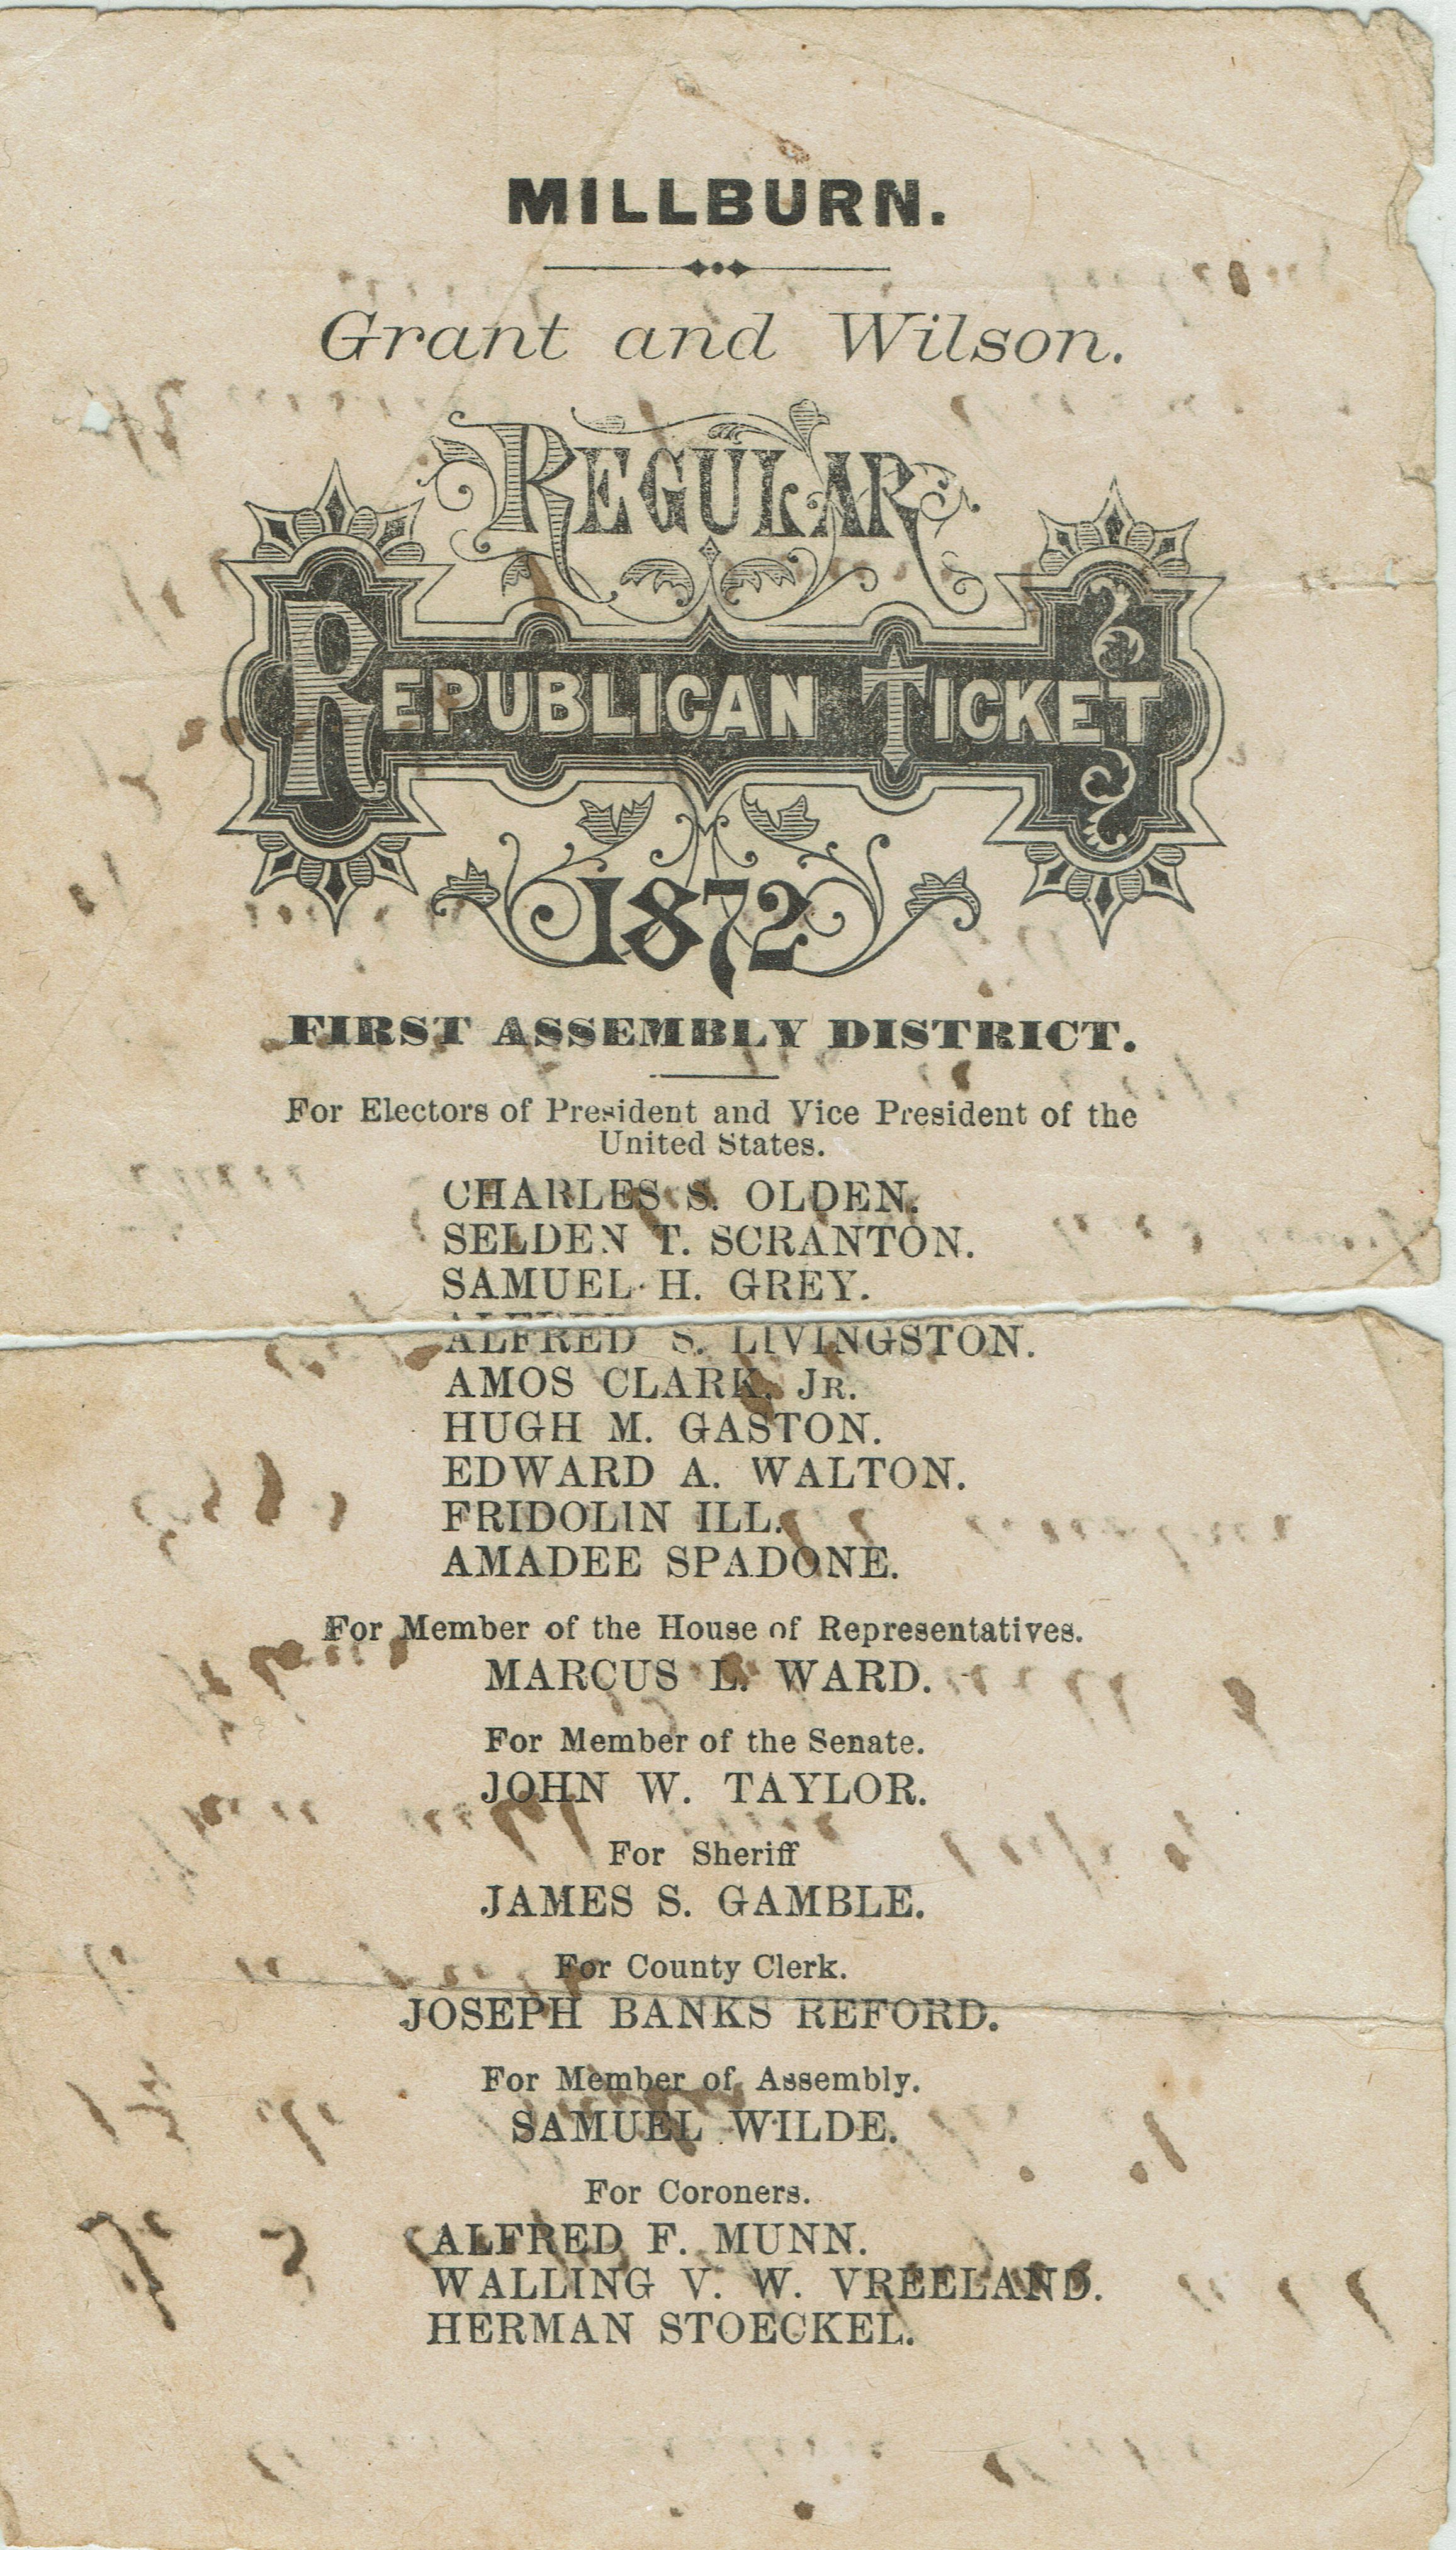 MILLBURN.
Grant and Wilson.
REGULAR
REPUBLICAN TICKET
1872
FIRST ASSEMBLY DISTRICT.
For Electors of President and Vice President of the
United States.
CHARLES S. OLDEN.
SELDEN T. SCRANTON.
SAMUEL H. GREY.
ALFRED S. LIVINGSTON.
AMOS CLARK, JR.
HUGH M. GASTON.
EDWARD A. WALTON.
FRIDOLIN ILL.
AMADEE SPADONE.
For Member of the House of Representatives.
MARCUS L. WARD.
For Member of the Senate.
JOHN W. TAYLOR.
For Sheriff
JAMES S. GAMBLE.
For County Clerk.
JOSEPH BANKS REFORD.
For Member of Assembly.
SAMUEL WILDE.
For Coroners.
ALFRED F. MUNN.
WALLING V. W. VREELAND.
HERMAN STOECKEL.